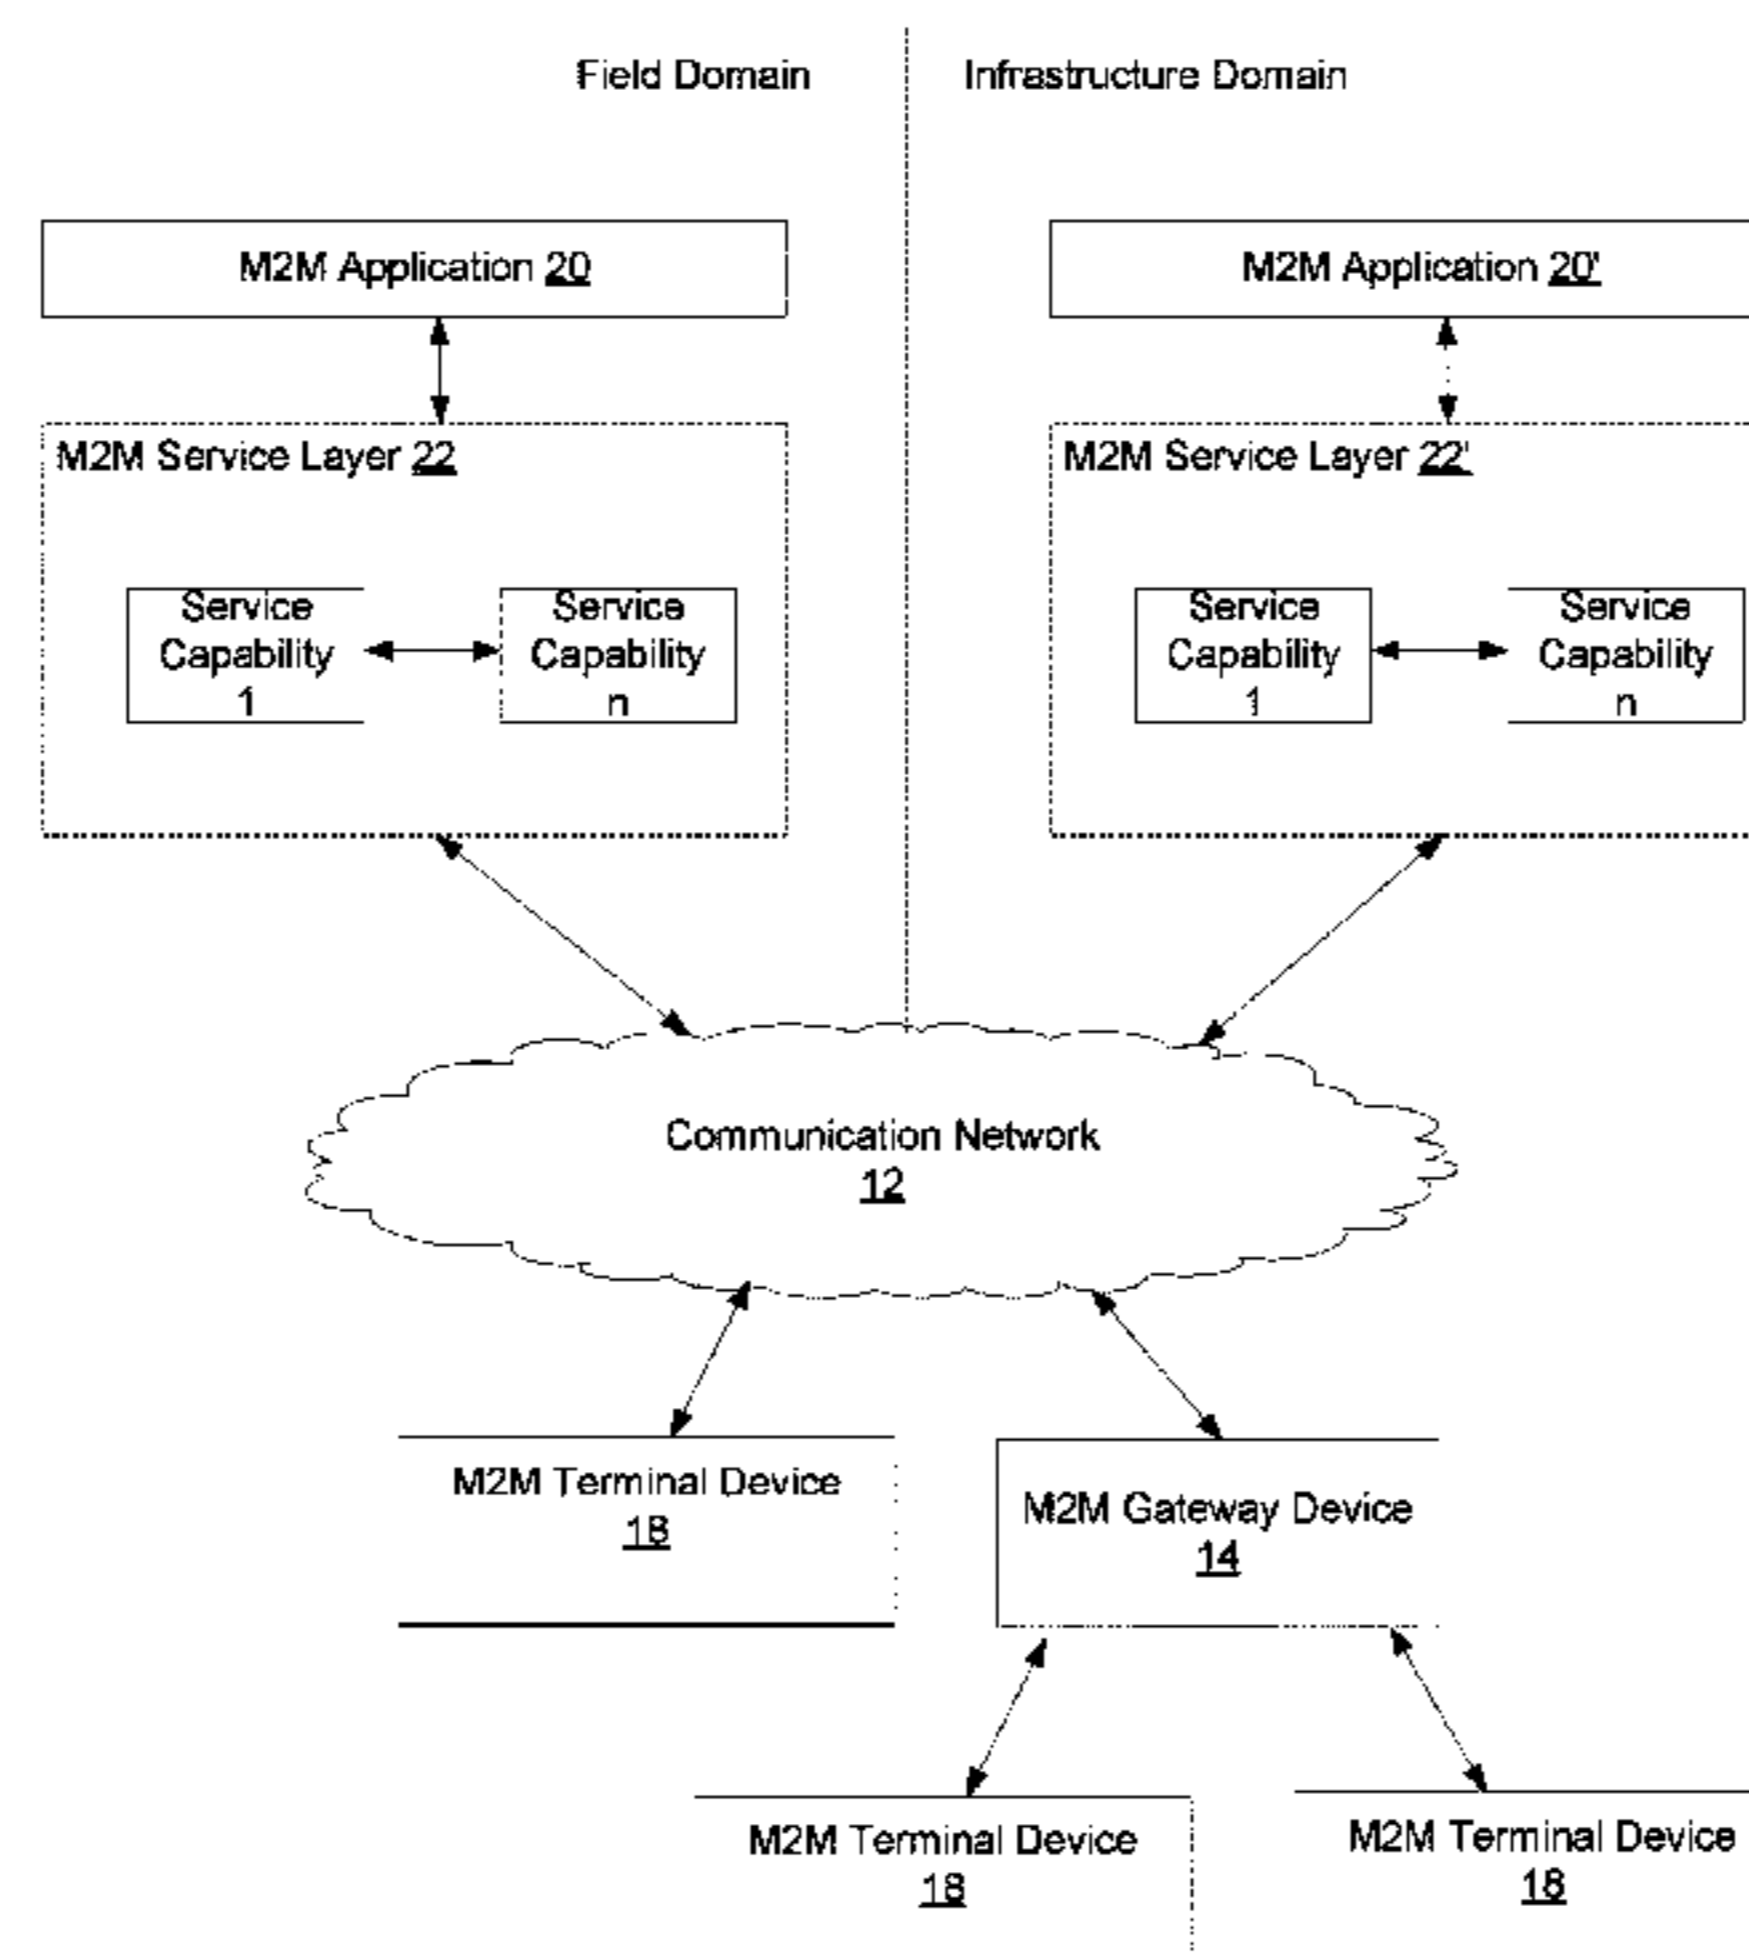 Field Domain
Infrastructure Domain
M2M Application 20
M2M Application 20'
M2M Service Layer 22
M2M Service Layer 22'
Service
Capability
1
Service
Capability
n
Service
Capability
1
Service
Capability
n
Communication Network
12
M2M Terminal Device
18
M2M Gateway Device
14
M2M Terminal Device
18
M2M Terminal Device
18